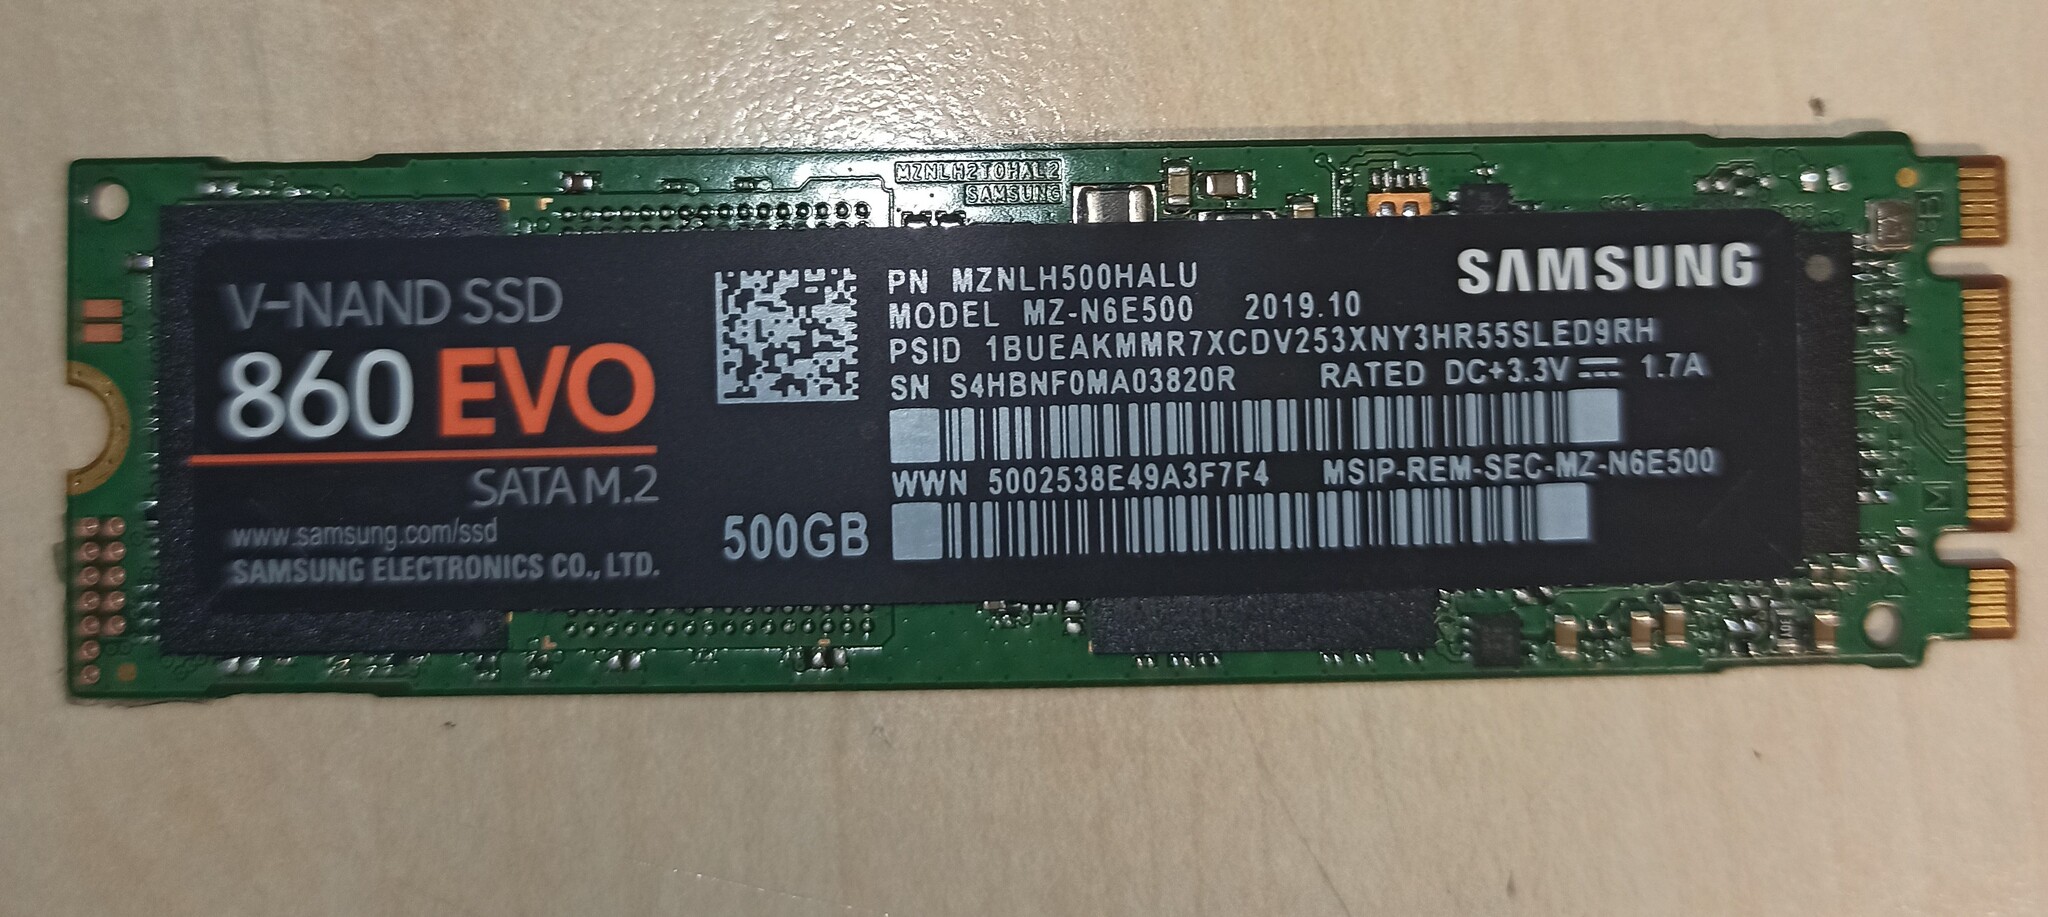 MZNLH2T0HAL2
SAMSUNG
V-NAND SSD
860 EVO
SATA M.2
www.samsung.com/ssd
SAMSUNG ELECTRONICS CO., LTD.
500GB
SAMSUNG
PN MZNLH500HALU
MODEL MZ-N6E500 2019.10
PSID 1BUEAKMMR7XCDV253XNY3HR55SLED9RH
SN S4HBNF0MA03820R RATED DC+3.3V ⎓ 1.7A
WWN 5002538E49A3F7F4 MSIP-REM-SEC-MZ-N6E500
B
M